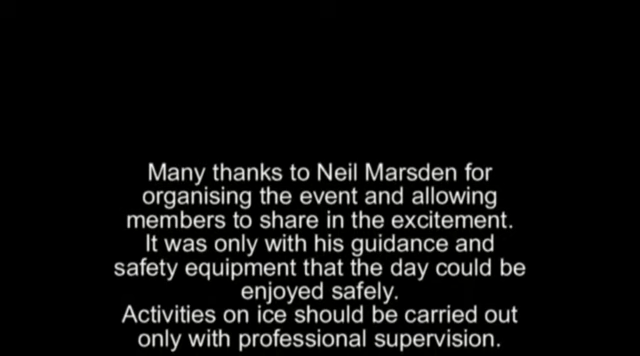 Many thanks to Neil Marsden for
organising the event and allowing
members to share in the excitement.
It was only with his guidance and
safety equipment that the day could be
enjoyed safely.
Activities on ice should be carried out
only with professional supervision.